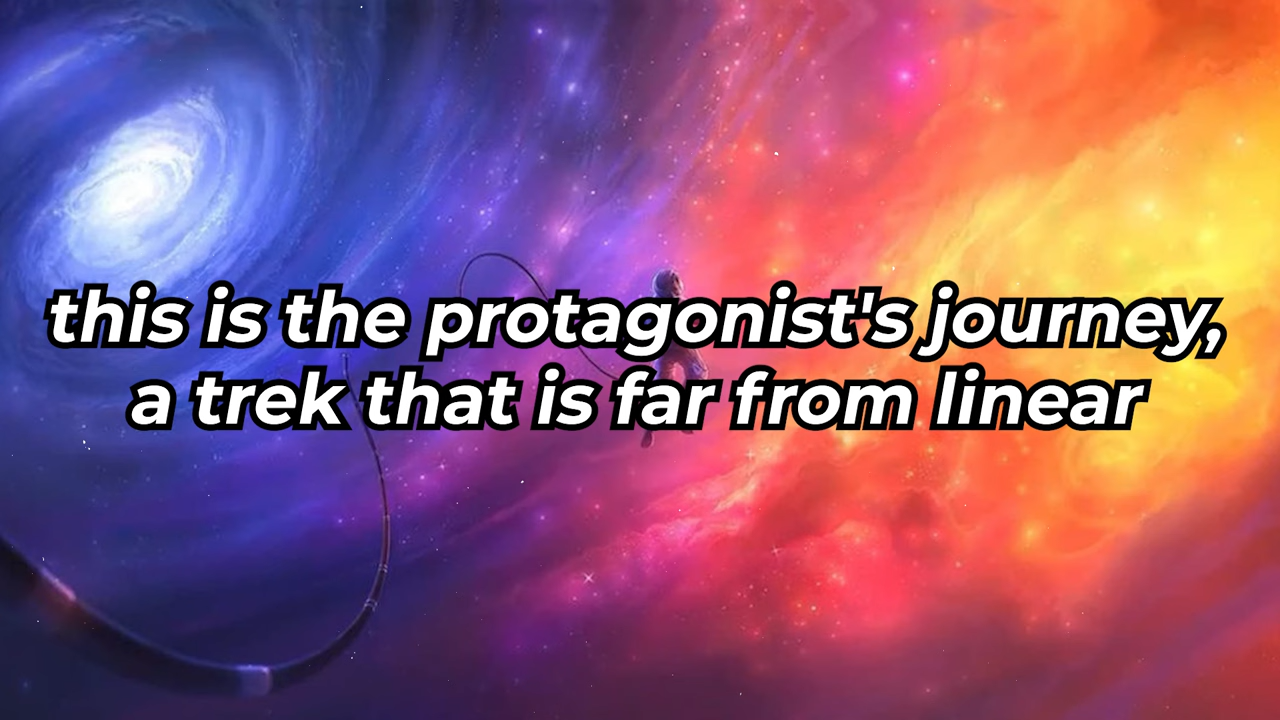 this is the protagonist's journey,
a trek that is far from linear